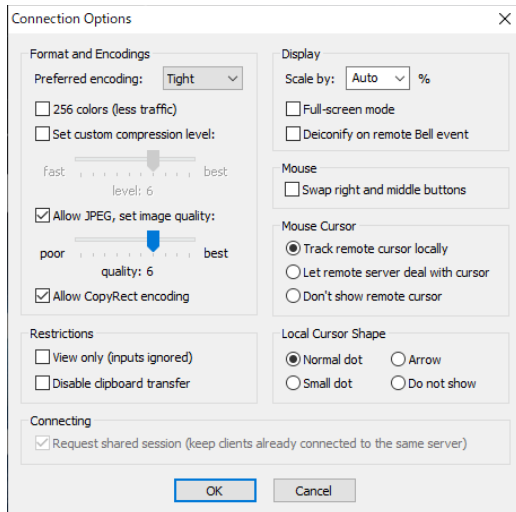 Connection Options
Format and Encodings
Preferred encoding: Tight
256 colors (less traffic)
Set custom compression level:
fast best
level: 6
Allow JPEG, set image quality:
poor best
quality: 6
Allow CopyRect encoding
Display
Scale by: Auto %
Full-screen mode
Deiconify on remote Bell event
Mouse
Swap right and middle buttons
Mouse Cursor
Track remote cursor locally
Let remote server deal with cursor
Don't show remote cursor
Restrictions
View only (inputs ignored)
Disable clipboard transfer
Local Cursor Shape
Normal dot Arrow
Small dot Do not show
Connecting
Request shared session (keep clients already connected to the same server)
OK Cancel